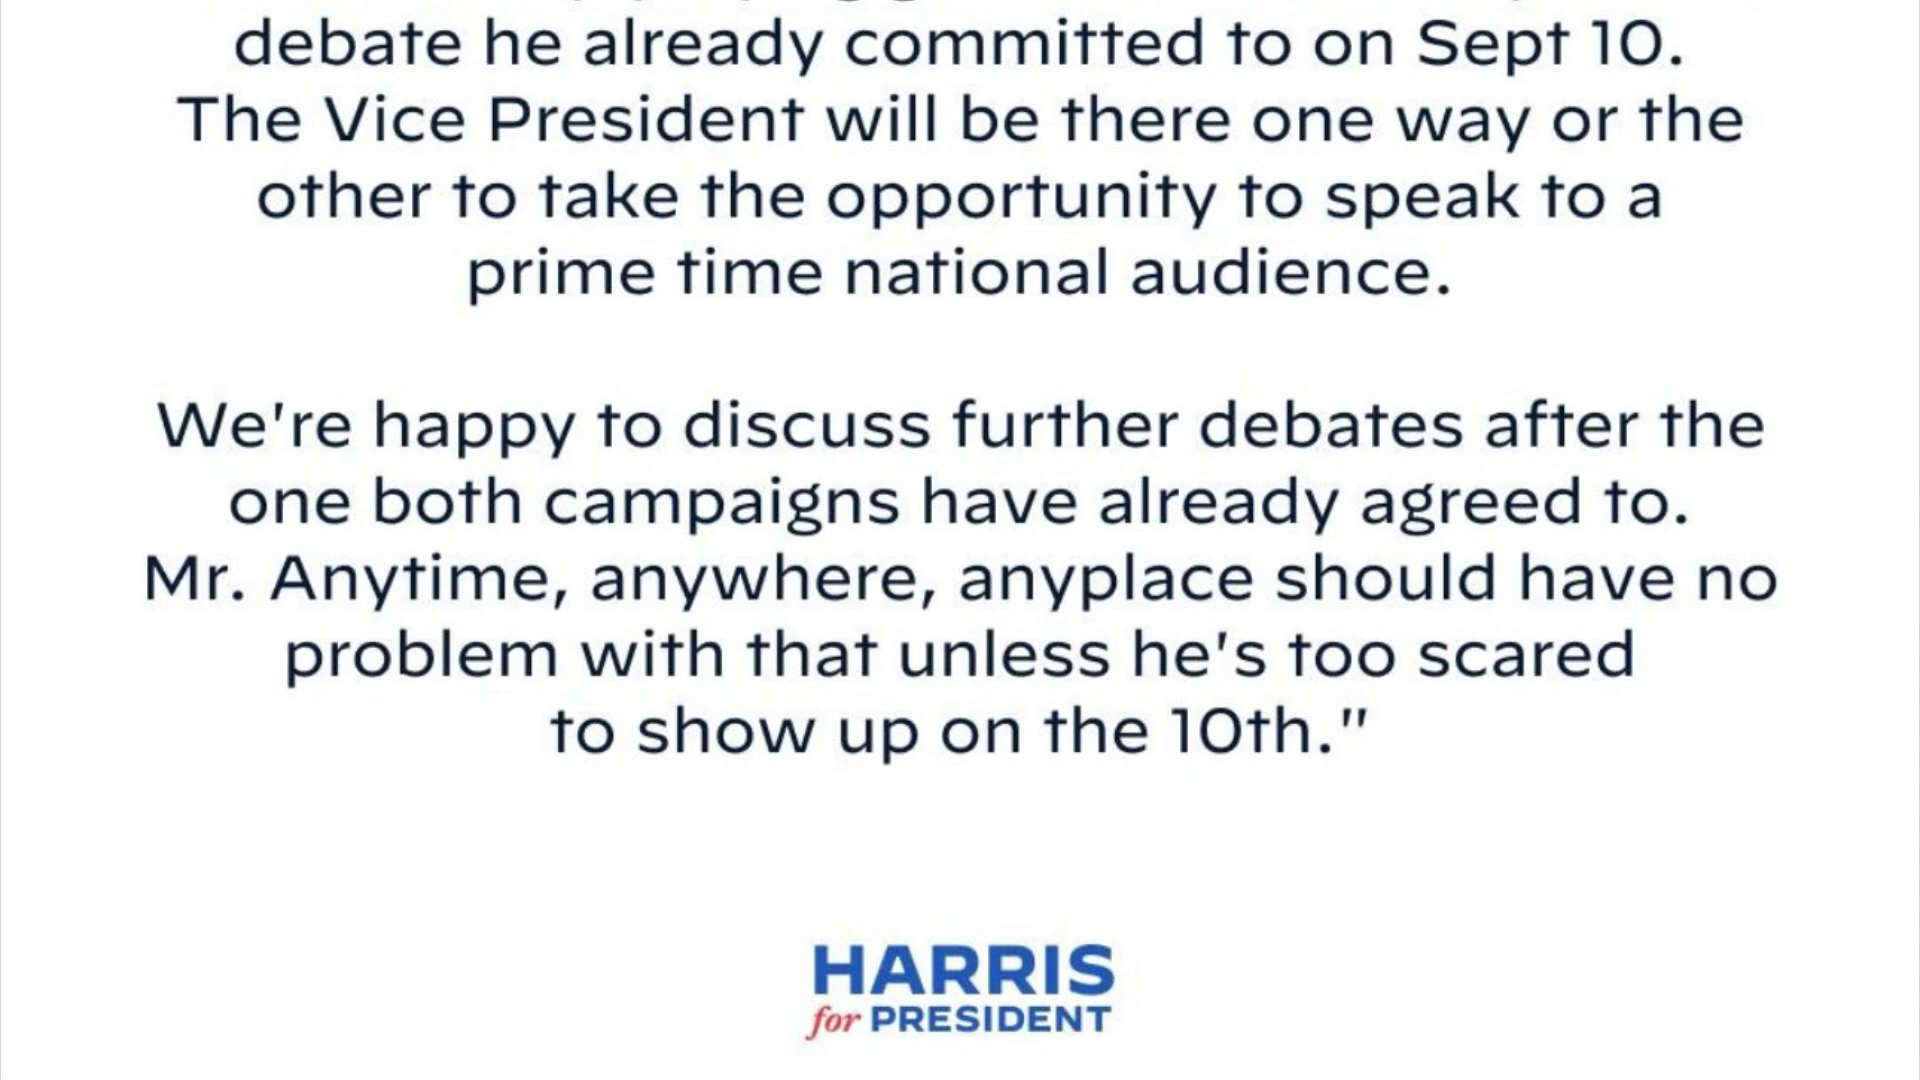 debate he already committed to on Sept 10.
The Vice President will be there one way or the
other to take the opportunity to speak to a
prime time national audience.
We're happy to discuss further debates after the
one both campaigns have already agreed to.
Mr. Anytime, anywhere, anyplace should have no
problem with that unless he's too scared
to show up on the 10th."
HARRIS
for PRESIDENT